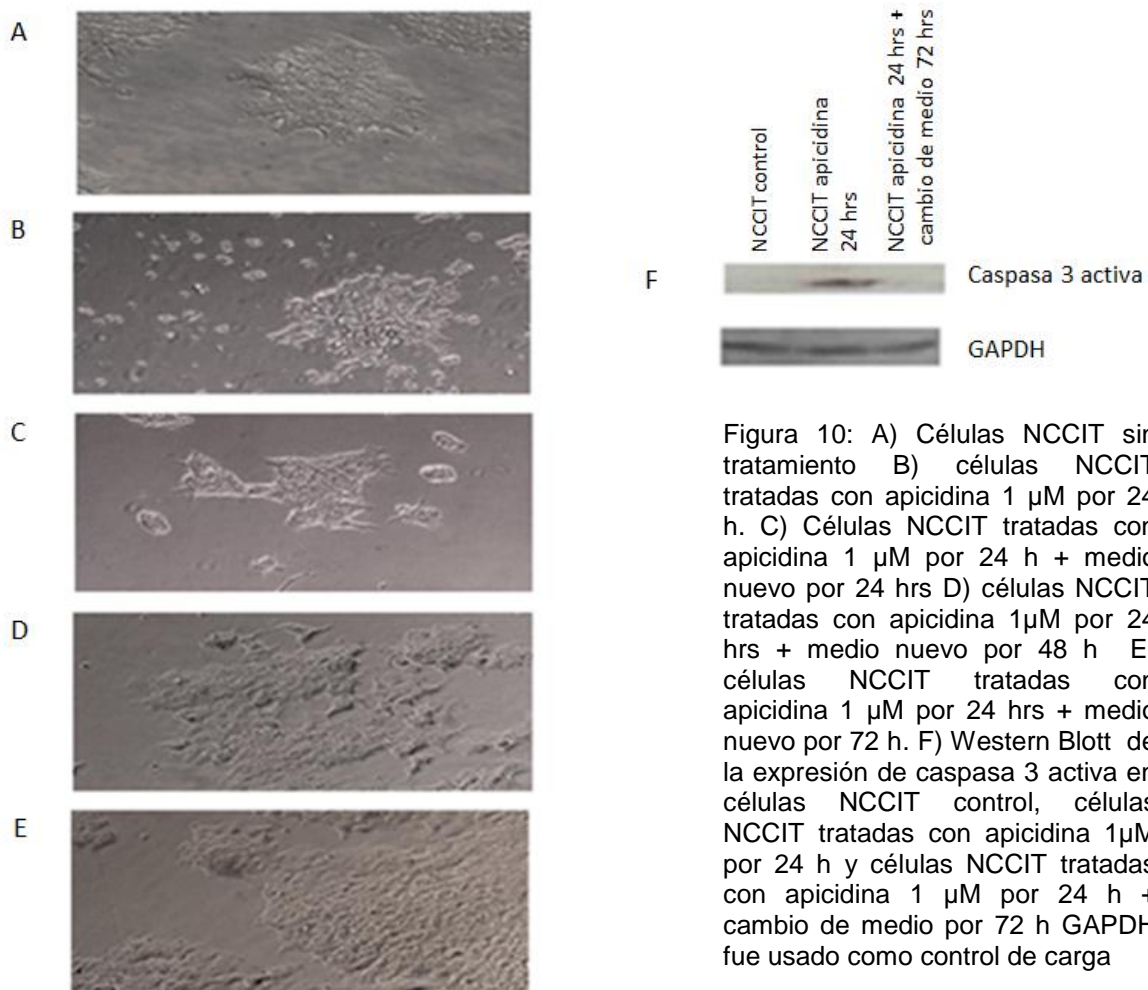 A
B
C
D
E
NCCIT control
NCCIT apicidina
24 hrs
NCCIT apicidina 24 hrs +
cambio de medio 72 hrs
F
Caspasa 3 activa
GAPDH
Figura 10: A) Células NCCIT sin
tratamiento B) células NCCIT
tratadas con apicidina 1 µM por 24
h. C) Células NCCIT tratadas con
apicidina 1 µM por 24 h + medio
nuevo por 24 hrs D) células NCCIT
tratadas con apicidina 1µM por 24
hrs + medio nuevo por 48 h E)
células NCCIT tratadas con
apicidina 1 µM por 24 hrs + medio
nuevo por 72 h. F) Western Blott de
la expresión de caspasa 3 activa en
células NCCIT control, células
NCCIT tratadas con apicidina 1µM
por 24 h y células NCCIT tratadas
con apicidina 1 µM por 24 h +
cambio de medio por 72 h GAPDH
fue usado como control de carga